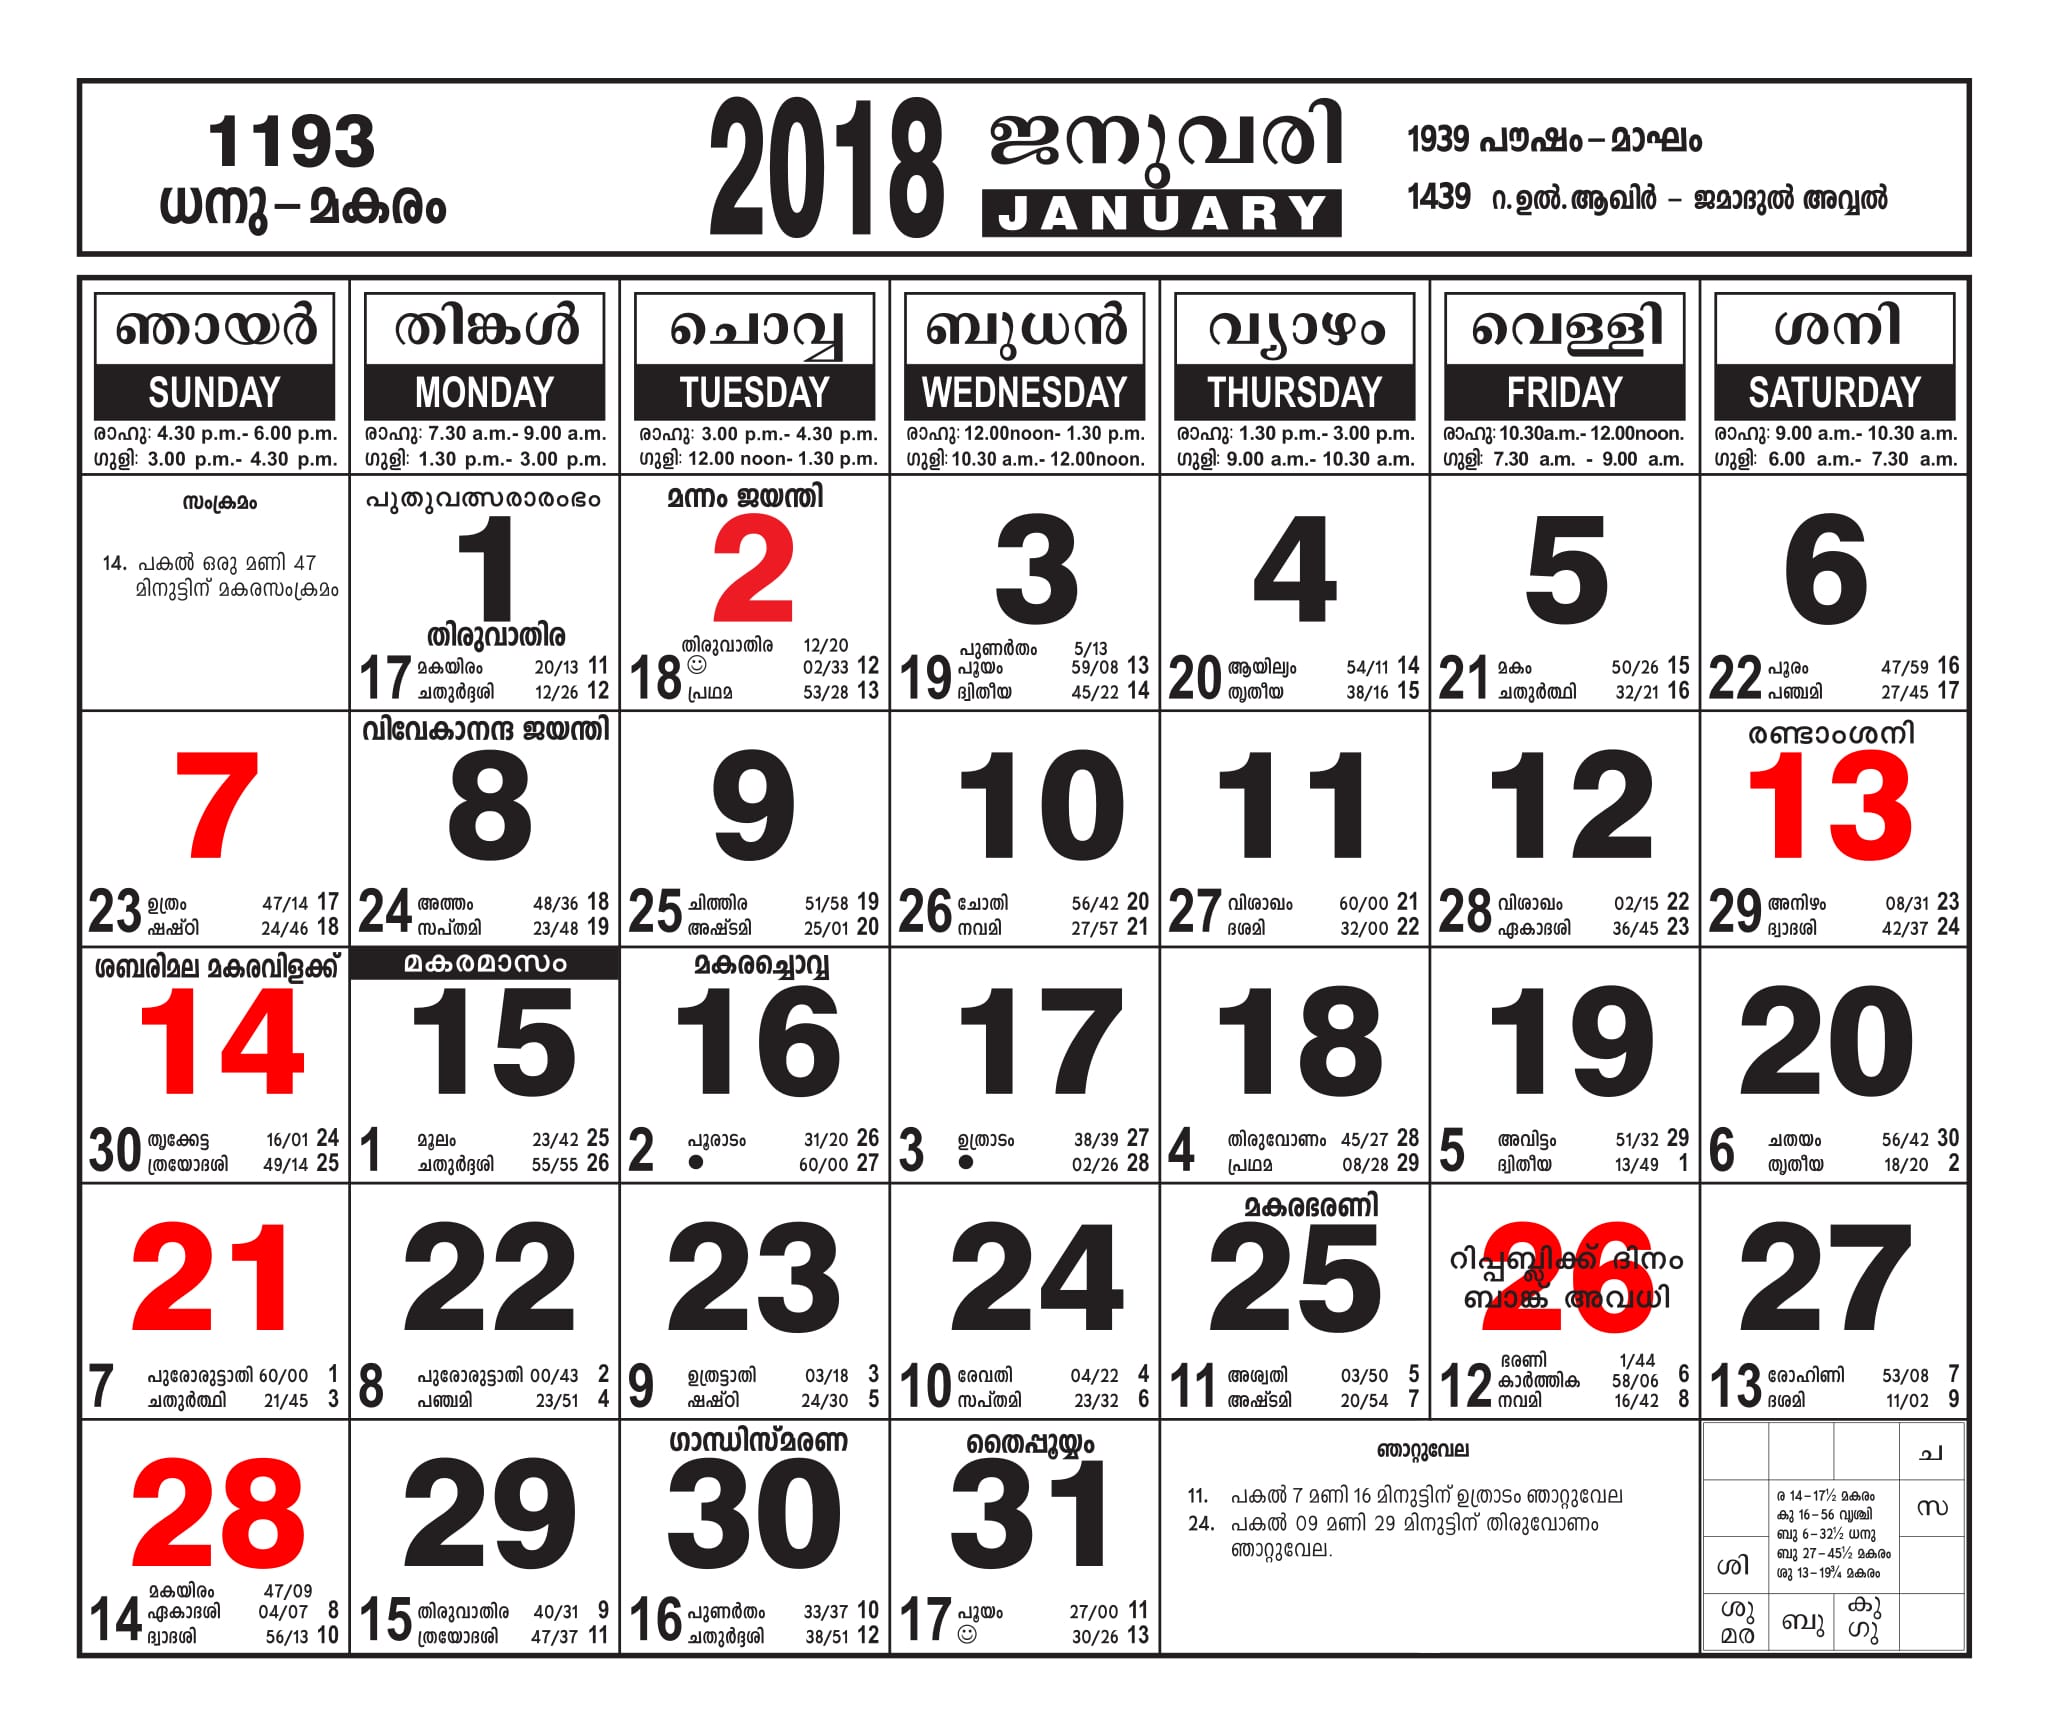 1193
ധനു – മകരം
2018
ജനുവരി
JANUARY
1939 പൗഷം – മാഘം
1439 റ.ഉൽ.ആഖിർ – ജമാദുൽ അവ്വൽ
ഞായർ
SUNDAY
രാഹു: 4.30 p.m.- 6.00 p.m.
ഗുളി: 3.00 p.m.- 4.30 p.m.
തിങ്കൾ
MONDAY
രാഹു: 7.30 a.m.- 9.00 a.m.
ഗുളി: 1.30 p.m.- 3.00 p.m.
ചൊവ്വ
TUESDAY
രാഹു: 3.00 p.m.- 4.30 p.m.
ഗുളി: 12.00 noon- 1.30 p.m.
ബുധൻ
WEDNESDAY
രാഹു: 12.00noon- 1.30 p.m.
ഗുളി: 10.30 a.m.- 12.00noon.
വ്യാഴം
THURSDAY
രാഹു: 1.30 p.m.- 3.00 p.m.
ഗുളി: 9.00 a.m.- 10.30 a.m.
വെള്ളി
FRIDAY
രാഹു: 10.30a.m.- 12.00noon.
ഗുളി: 7.30 a.m. - 9.00 a.m.
ശനി
SATURDAY
രാഹു: 9.00 a.m.- 10.30 a.m.
ഗുളി: 6.00 a.m.- 7.30 a.m.
സംക്രമം
14. പകൽ ഒരു മണി 47
മിനുട്ടിന് മകരസംക്രമം
പുതുവത്സരാരംഭം
1
തിരുവാതിര
17 മകയിരം 20/13 11
ചതുർദ്ദശി 12/26 12
മന്നം ജയന്തി
2
തിരുവാതിര 12/20
18 ☺ 02/33 12
പ്രഥമ 53/28 13
3
പുണർതം 5/13
19 പൂയം 59/08 13
ദ്വിതീയ 45/22 14
4
20 ആയില്യം 54/11 14
തൃതീയ 38/16 15
5
21 മകം 50/26 15
ചതുർത്ഥി 32/21 16
6
22 പൂരം 47/59 16
പഞ്ചമി 27/45 17
7
23 ഉത്രം 47/14 17
ഷഷ്ഠി 24/46 18
വിവേകാനന്ദ ജയന്തി
8
24 അത്തം 48/36 18
സപ്തമി 23/48 19
9
25 ചിത്തിര 51/58 19
അഷ്ടമി 25/01 20
10
26 ചോതി 56/42 20
നവമി 27/57 21
11
27 വിശാഖം 60/00 21
ദശമി 32/00 22
12
28 വിശാഖം 02/15 22
ഏകാദശി 36/45 23
രണ്ടാംശനി
13
29 അനിഴം 08/31 23
ദ്വാദശി 42/37 24
ശബരിമല മകരവിളക്ക്
14
30 തൃക്കേട്ട 16/01 24
ത്രയോദശി 49/14 25
മകരമാസം
15
1 മൂലം 23/42 25
ചതുർദ്ദശി 55/55 26
മകരച്ചൊവ്വ
16
2 പൂരാടം 31/20 26
● 60/00 27
17
3 ഉത്രാടം 38/39 27
● 02/26 28
18
4 തിരുവോണം 45/27 28
പ്രഥമ 08/28 29
19
5 അവിട്ടം 51/32 29
ദ്വിതീയ 13/49 1
20
6 ചതയം 56/42 30
തൃതീയ 18/20 2
21
7 പുരോരുട്ടാതി 60/00 1
ചതുർത്ഥി 21/45 3
22
8 പുരോരുട്ടാതി 00/43 2
പഞ്ചമി 23/51 4
23
9 ഉത്രട്ടാതി 03/18 3
ഷഷ്ഠി 24/30 5
24
10 രേവതി 04/22 4
സപ്തമി 23/32 6
മകരഭരണി
25
11 അശ്വതി 03/50 5
അഷ്ടമി 20/54 7
26
റിപ്പബ്ലിക്ക് ദിനം
ബാങ്ക് അവധി
ഭരണി 1/44
12 കാർത്തിക 58/06 6
നവമി 16/42 8
27
13 രോഹിണി 53/08 7
ദശമി 11/02 9
28
മകയിരം 47/09
14 ഏകാദശി 04/07 8
ദ്വാദശി 56/13 10
29
15 തിരുവാതിര 40/31 9
ത്രയോദശി 47/37 11
ഗാന്ധിസ്മരണ
30
16 പുണർതം 33/37 10
ചതുർദ്ദശി 38/51 12
തൈപ്പൂയ്യം
31
17 പൂയം 27/00 11
☺ 30/26 13
ഞാറ്റുവേല
11. പകൽ 7 മണി 16 മിനുട്ടിന് ഉത്രാടം ഞാറ്റുവേല
24. പകൽ 09 മണി 29 മിനുട്ടിന് തിരുവോണം
ഞാറ്റുവേല.
ച
ര 14 – 17½ മകരം
കു 16 – 56 വൃശ്ചി
ബു 6 – 32½ ധനു
ബു 27 – 45½ മകരം
ശു 13 – 19¾ മകരം
സ
ശി
ശു
മര
ബു
കു
ഗു